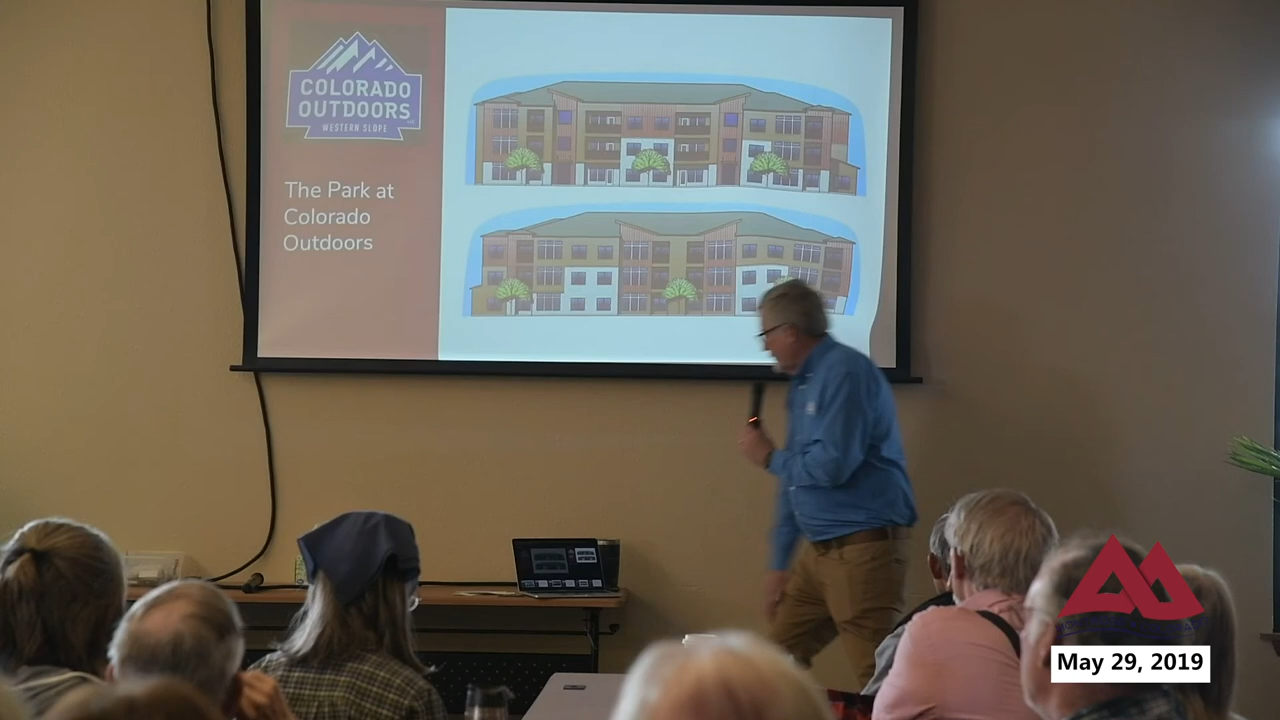 COLORADO
OUTDOORS
WESTERN SLOPE
The Park at
Colorado
Outdoors
May 29, 2019